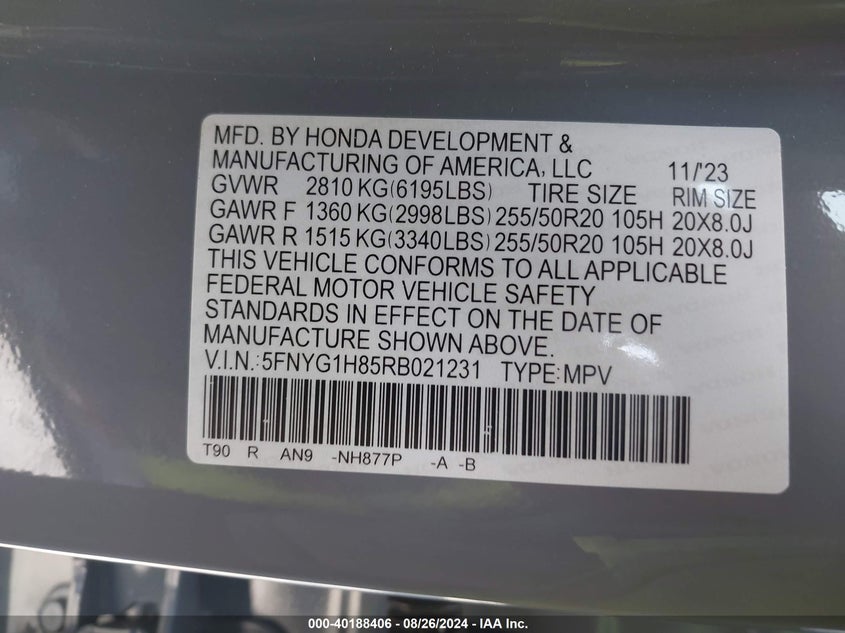 MFD. BY HONDA DEVELOPMENT &
MANUFACTURING OF AMERICA, LLC 11/'23
GVWR 2810 KG(6195LBS) TIRE SIZE RIM SIZE
GAWR F 1360 KG(2998LBS) 255/50R20 105H 20X8.0J
GAWR R 1515 KG(3340LBS) 255/50R20 105H 20X8.0J
THIS VEHICLE CONFORMS TO ALL APPLICABLE
FEDERAL MOTOR VEHICLE SAFETY
STANDARDS IN EFFECT ON THE DATE OF
MANUFACTURE SHOWN ABOVE.
V.I.N.: 5FNYG1H85RB021231 TYPE:MPV
T90 R AN9 -NH877P -A -B
000-40188406 - 08/26/2024 - IAA Inc.